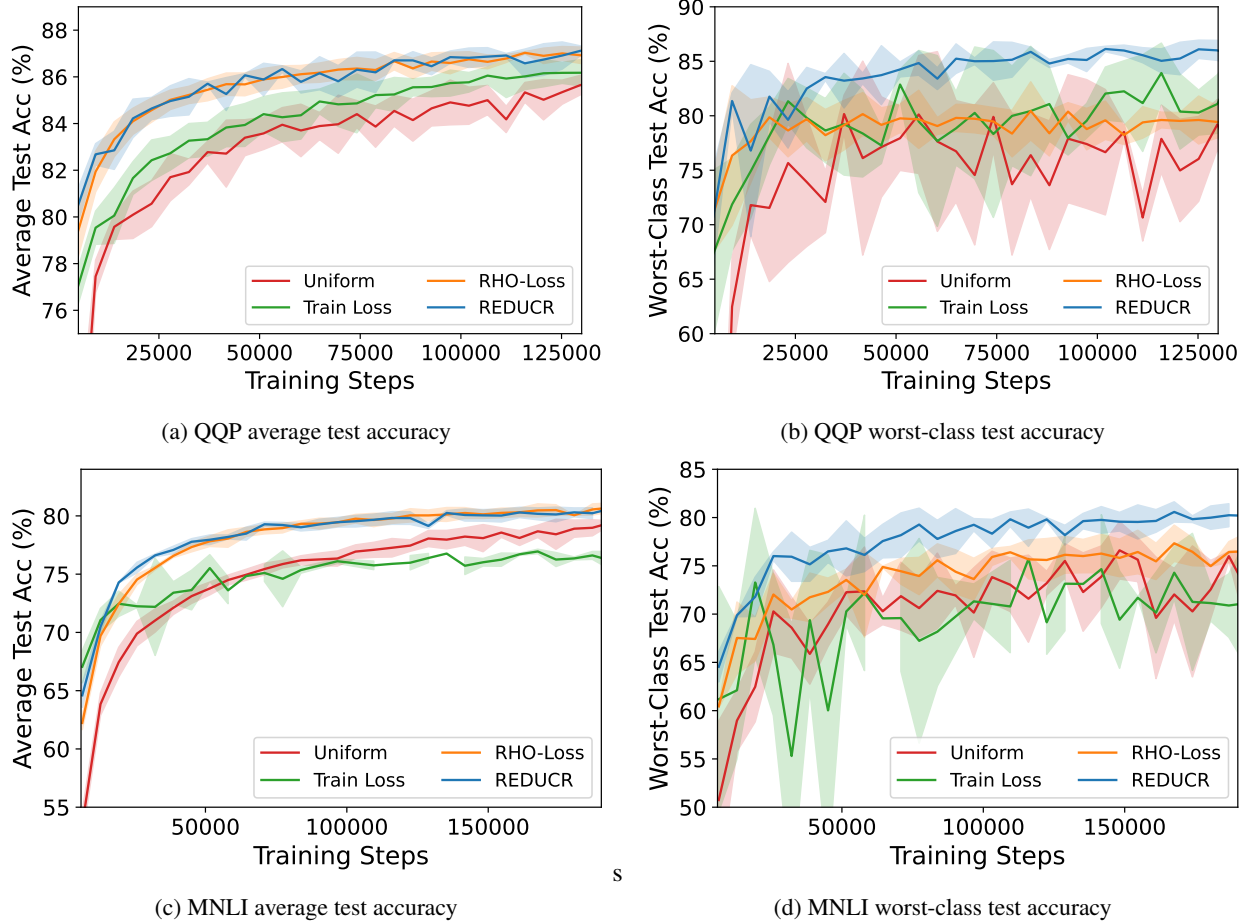 88
86
84
82
80
78
76
Average Test Acc (%)
25000 50000 75000 100000 125000
Training Steps
Uniform
Train Loss
RHO-Loss
REDUCR
(a) QQP average test accuracy
90
85
80
75
70
65
60
Worst-Class Test Acc (%)
25000 50000 75000 100000 125000
Training Steps
Uniform
Train Loss
RHO-Loss
REDUCR
(b) QQP worst-class test accuracy
80
75
70
65
60
55
Average Test Acc (%)
50000 100000 150000
Training Steps
Uniform
Train Loss
RHO-Loss
REDUCR
(c) MNLI average test accuracy
s
85
80
75
70
65
60
55
50
Worst-Class Test Acc (%)
50000 100000 150000
Training Steps
Uniform
Train Loss
RHO-Loss
REDUCR
(d) MNLI worst-class test accuracy